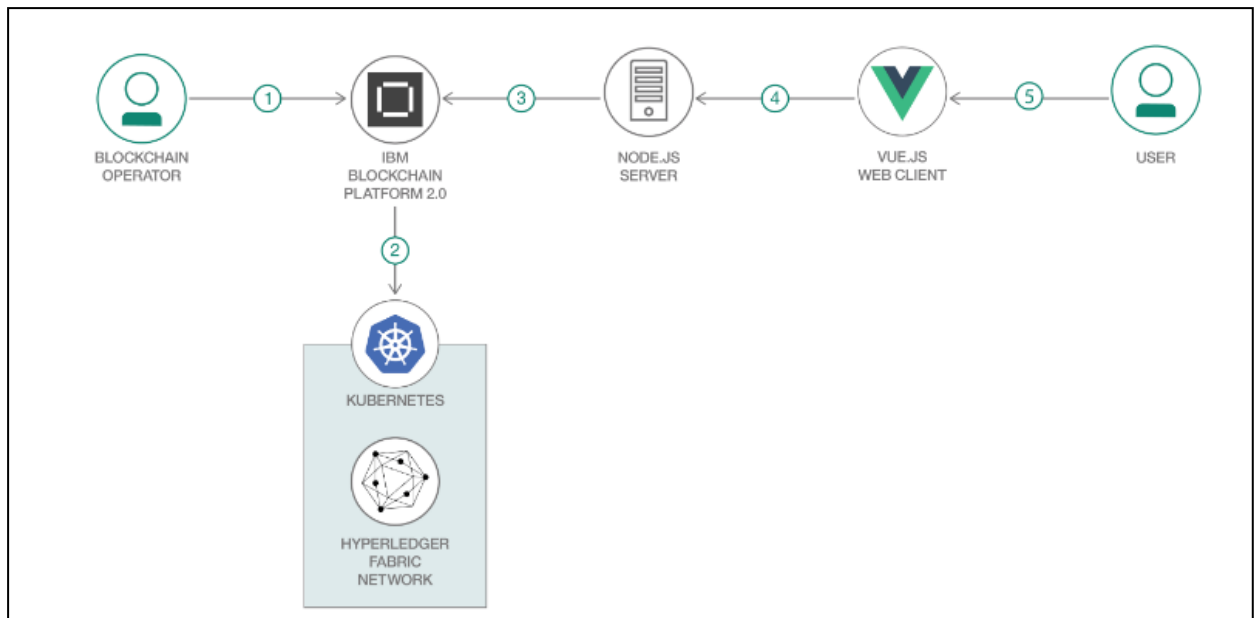 1
3
4
5
BLOCKCHAIN
OPERATOR
IBM
BLOCKCHAIN
PLATFORM 2.0
NODE.JS
SERVER
VUE.JS
WEB CLIENT
USER
2
KUBERNETES
HYPERLEDGER
FABRIC
NETWORK